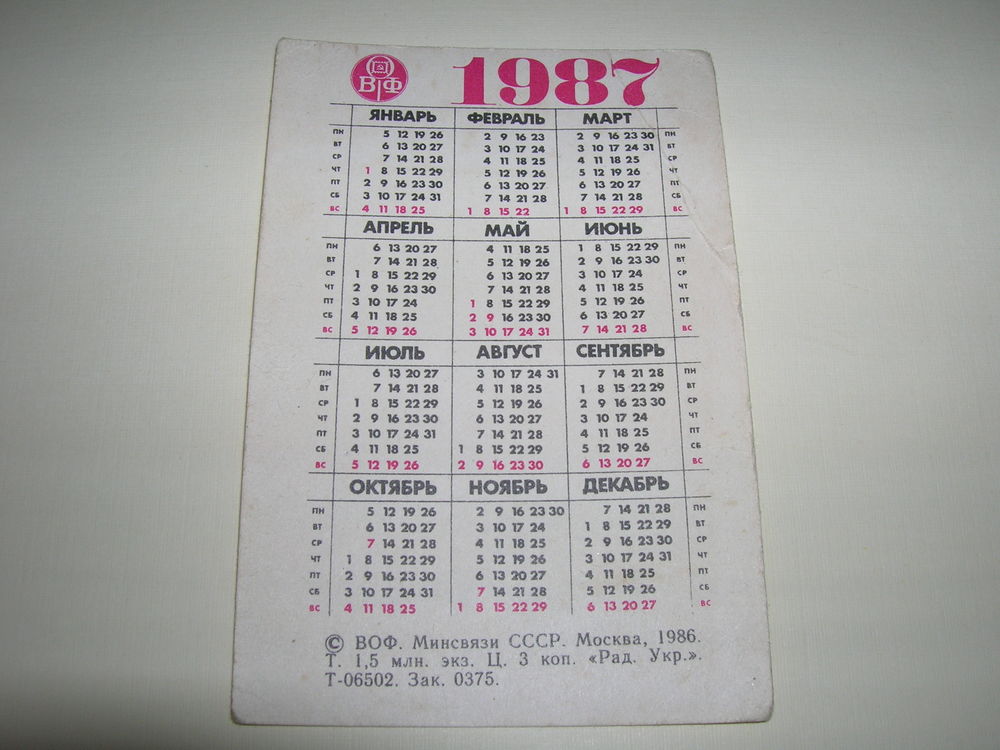 ВФ 1987
ЯНВАРЬ ФЕВРАЛЬ МАРТ
ПН 5 12 19 26 2 9 16 23 2 9 16 23 30 ПН
ВТ 6 13 20 27 3 10 17 24 3 10 17 24 31 ВТ
СР 7 14 21 28 4 11 18 25 4 11 18 25 СР
ЧТ 1 8 15 22 29 5 12 19 26 5 12 19 26 ЧТ
ПТ 2 9 16 23 30 6 13 20 27 6 13 20 27 ПТ
СБ 3 10 17 24 31 7 14 21 28 7 14 21 28 СБ
ВС 4 11 18 25 1 8 15 22 1 8 15 22 29 ВС
АПРЕЛЬ МАЙ ИЮНЬ
ПН 6 13 20 27 4 11 18 25 1 8 15 22 29 ПН
ВТ 7 14 21 28 5 12 19 26 2 9 16 23 30 ВТ
СР 1 8 15 22 29 6 13 20 27 3 10 17 24 СР
ЧТ 2 9 16 23 30 7 14 21 28 4 11 18 25 ЧТ
ПТ 3 10 17 24 1 8 15 22 29 5 12 19 26 ПТ
СБ 4 11 18 25 2 9 16 23 30 6 13 20 27 СБ
ВС 5 12 19 26 3 10 17 24 31 7 14 21 28 ВС
ИЮЛЬ АВГУСТ СЕНТЯБРЬ
ПН 6 13 20 27 3 10 17 24 31 7 14 21 28 ПН
ВТ 7 14 21 28 4 11 18 25 1 8 15 22 29 ВТ
СР 1 8 15 22 29 5 12 19 26 2 9 16 23 30 СР
ЧТ 2 9 16 23 30 6 13 20 27 3 10 17 24 ЧТ
ПТ 3 10 17 24 31 7 14 21 28 4 11 18 25 ПТ
СБ 4 11 18 25 1 8 15 22 29 5 12 19 26 СБ
ВС 5 12 19 26 2 9 16 23 30 6 13 20 27 ВС
ОКТЯБРЬ НОЯБРЬ ДЕКАБРЬ
ПН 5 12 19 26 2 9 16 23 30 7 14 21 28 ПН
ВТ 6 13 20 27 3 10 17 24 1 8 15 22 29 ВТ
СР 7 14 21 28 4 11 18 25 2 9 16 23 30 СР
ЧТ 1 8 15 22 29 5 12 19 26 3 10 17 24 31 ЧТ
ПТ 2 9 16 23 30 6 13 20 27 4 11 18 25 ПТ
СБ 3 10 17 24 31 7 14 21 28 5 12 19 26 СБ
ВС 4 11 18 25 1 8 15 22 29 6 13 20 27 ВС
© ВОФ. Минсвязи СССР. Москва, 1986.
Т. 1,5 млн. экз. Ц. 3 коп. «Рад. Укр.».
Т-06502. Зак. 0375.